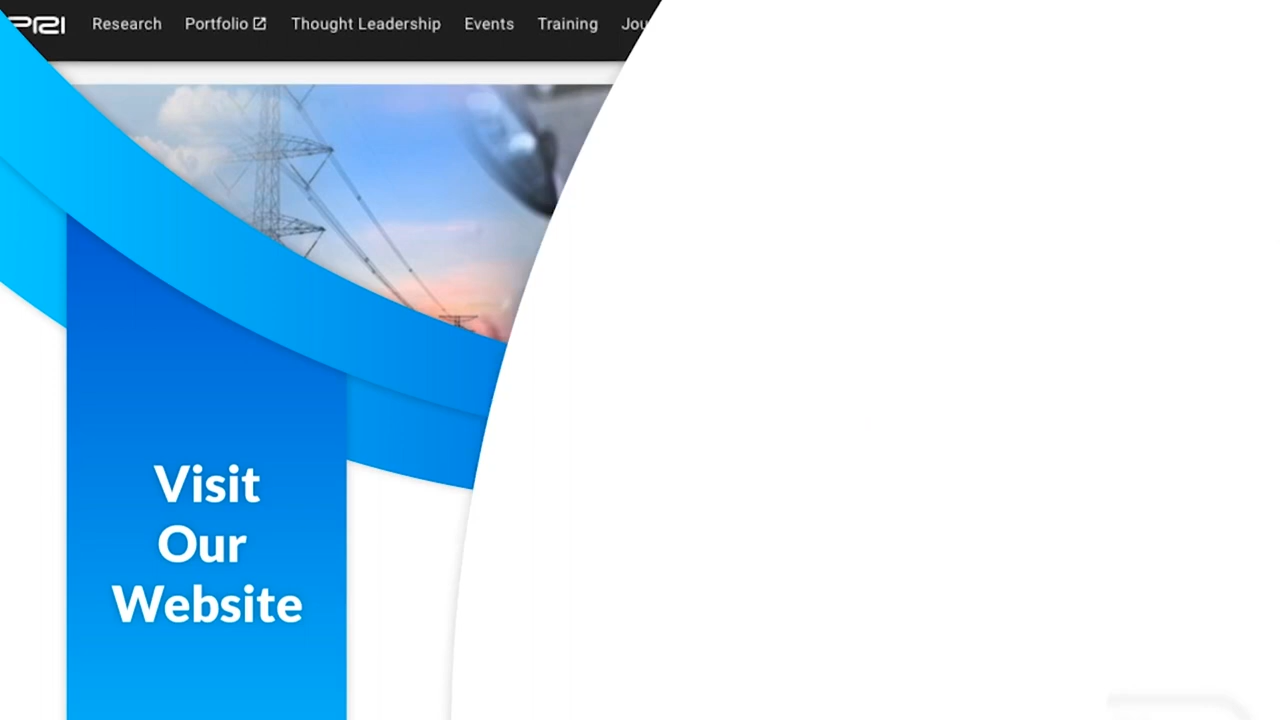 Research Portfolio Thought Leadership Events Training
Visit
Our
Website